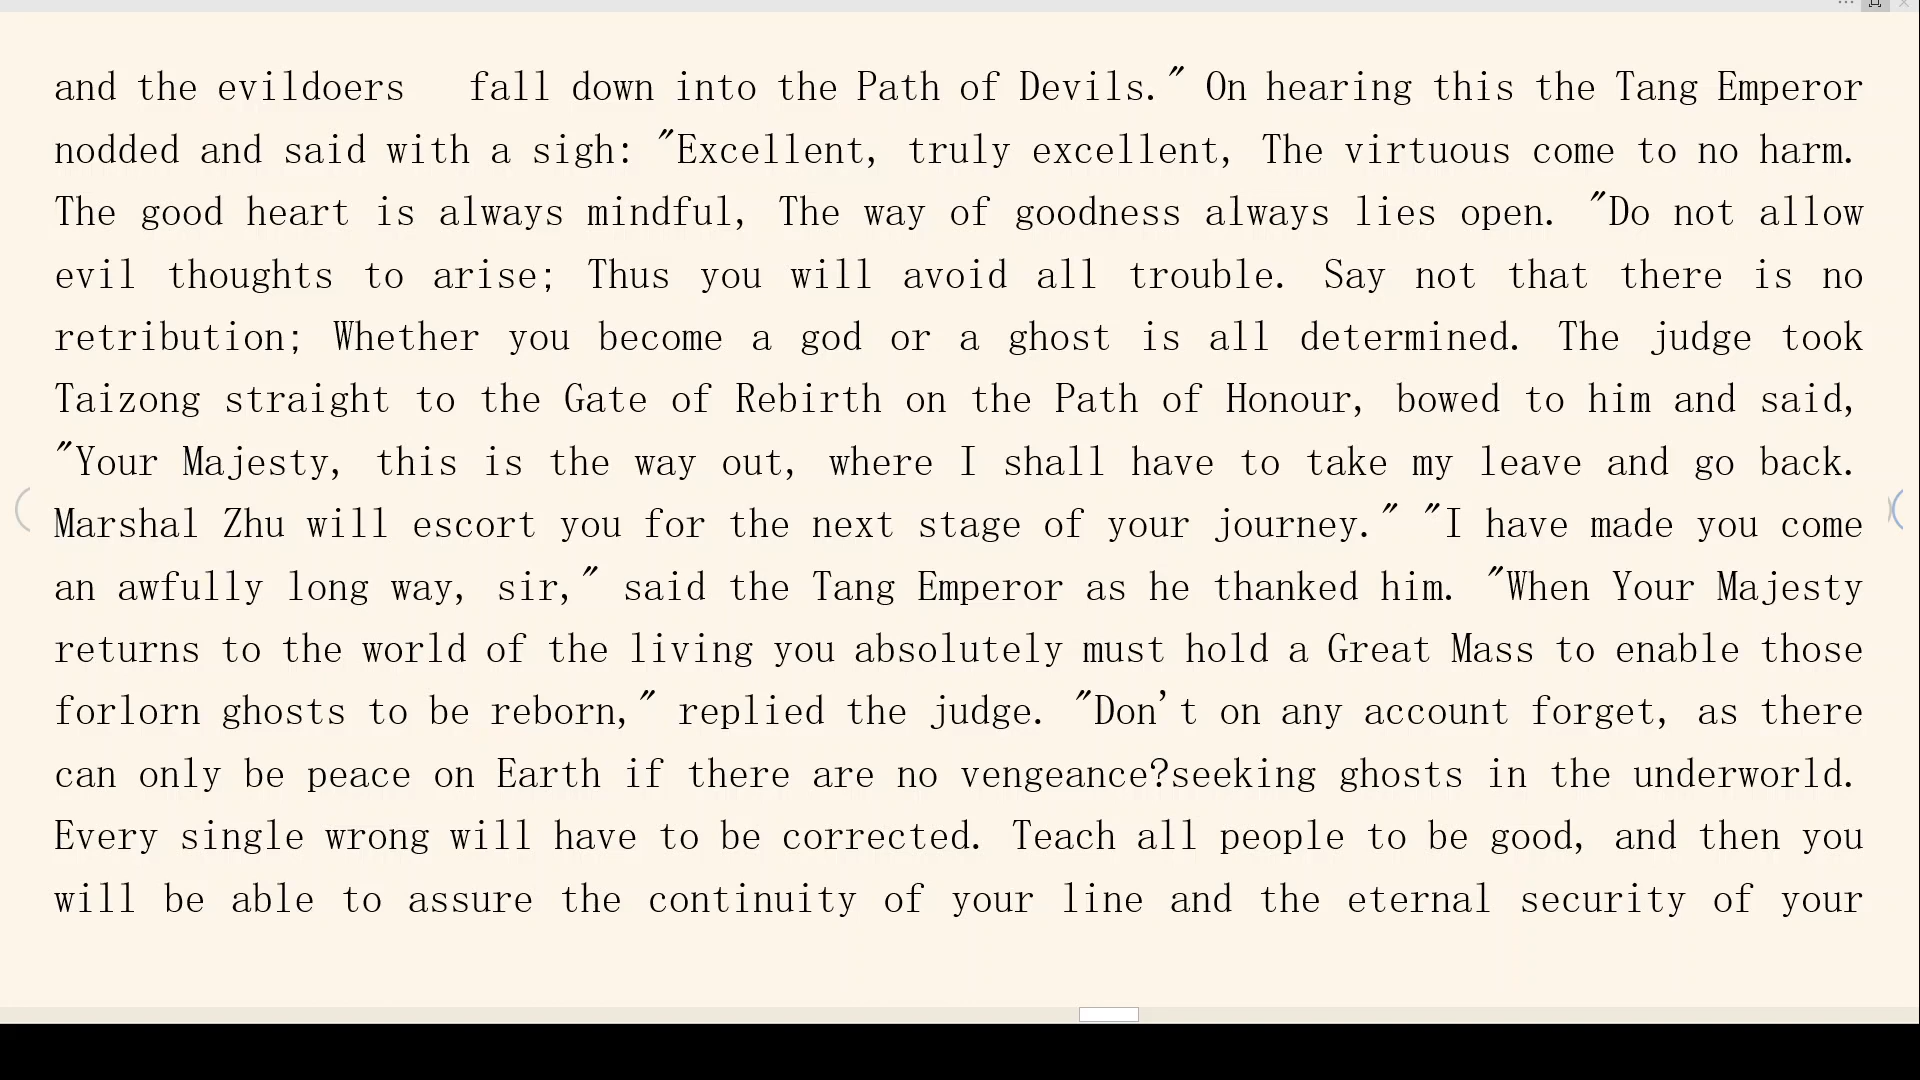 and the evildoers fall down into the Path of Devils." On hearing this the Tang Emperor
nodded and said with a sigh: "Excellent, truly excellent, The virtuous come to no harm.
The good heart is always mindful, The way of goodness always lies open. "Do not allow
evil thoughts to arise; Thus you will avoid all trouble. Say not that there is no
retribution; Whether you become a god or a ghost is all determined. The judge took
Taizong straight to the Gate of Rebirth on the Path of Honour, bowed to him and said,
"Your Majesty, this is the way out, where I shall have to take my leave and go back.
Marshal Zhu will escort you for the next stage of your journey." "I have made you come
an awfully long way, sir," said the Tang Emperor as he thanked him. "When Your Majesty
returns to the world of the living you absolutely must hold a Great Mass to enable those
forlorn ghosts to be reborn," replied the judge. "Don't on any account forget, as there
can only be peace on Earth if there are no vengeance?seeking ghosts in the underworld.
Every single wrong will have to be corrected. Teach all people to be good, and then you
will be able to assure the continuity of your line and the eternal security of your